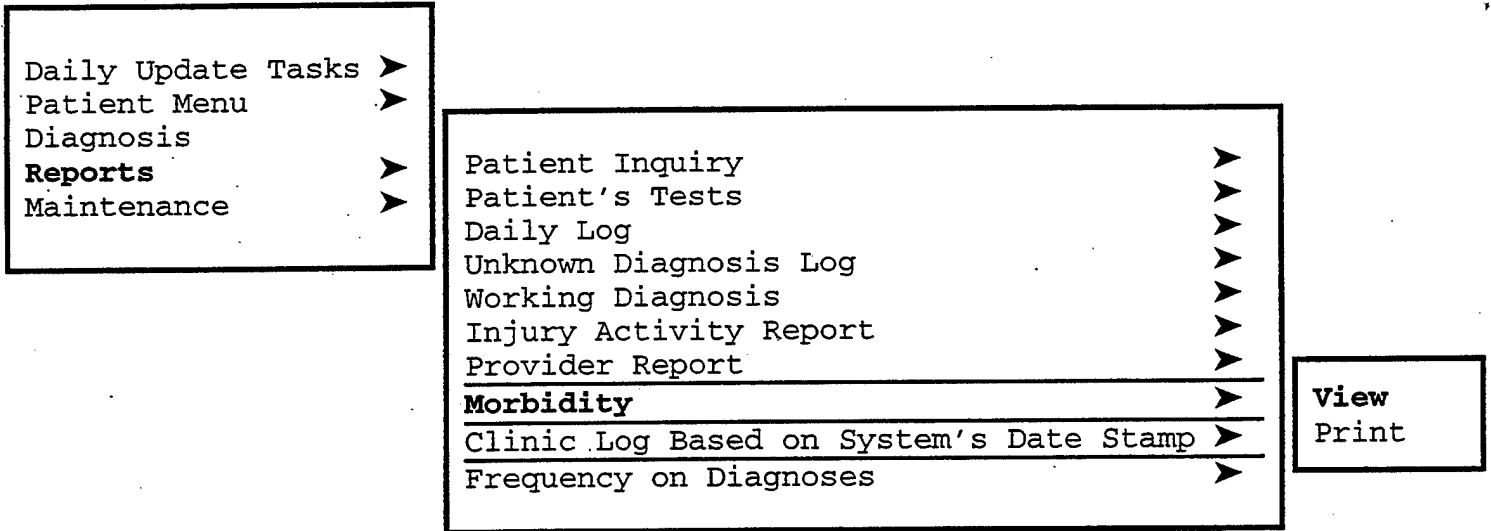 Daily Update Tasks ➤
Patient Menu ➤
Diagnosis
Reports ➤
Maintenance ➤
Patient Inquiry ➤
Patient's Tests ➤
Daily Log ➤
Unknown Diagnosis Log ➤
Working Diagnosis ➤
Injury Activity Report ➤
Provider Report ➤
Morbidity ➤
Clinic Log Based on System's Date Stamp ➤
Frequency on Diagnoses ➤
View
Print